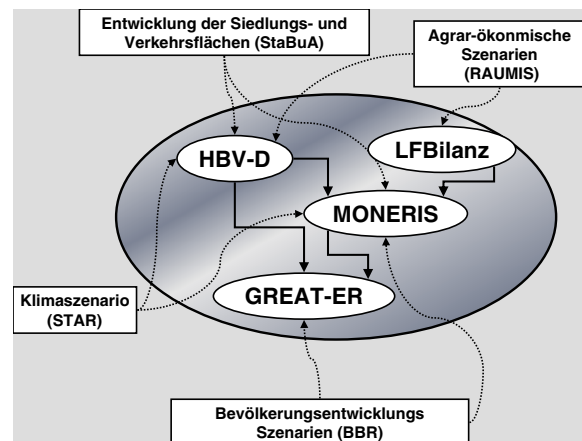 Entwicklung der Siedlungs- und
Verkehrsflächen (StaBuA)
Agrar-ökonmische
Szenarien
(RAUMIS)
HBV-D
LFBilanz
MONERIS
GREAT-ER
Klimaszenario
(STAR)
Bevölkerungsentwicklungs
Szenarien (BBR)